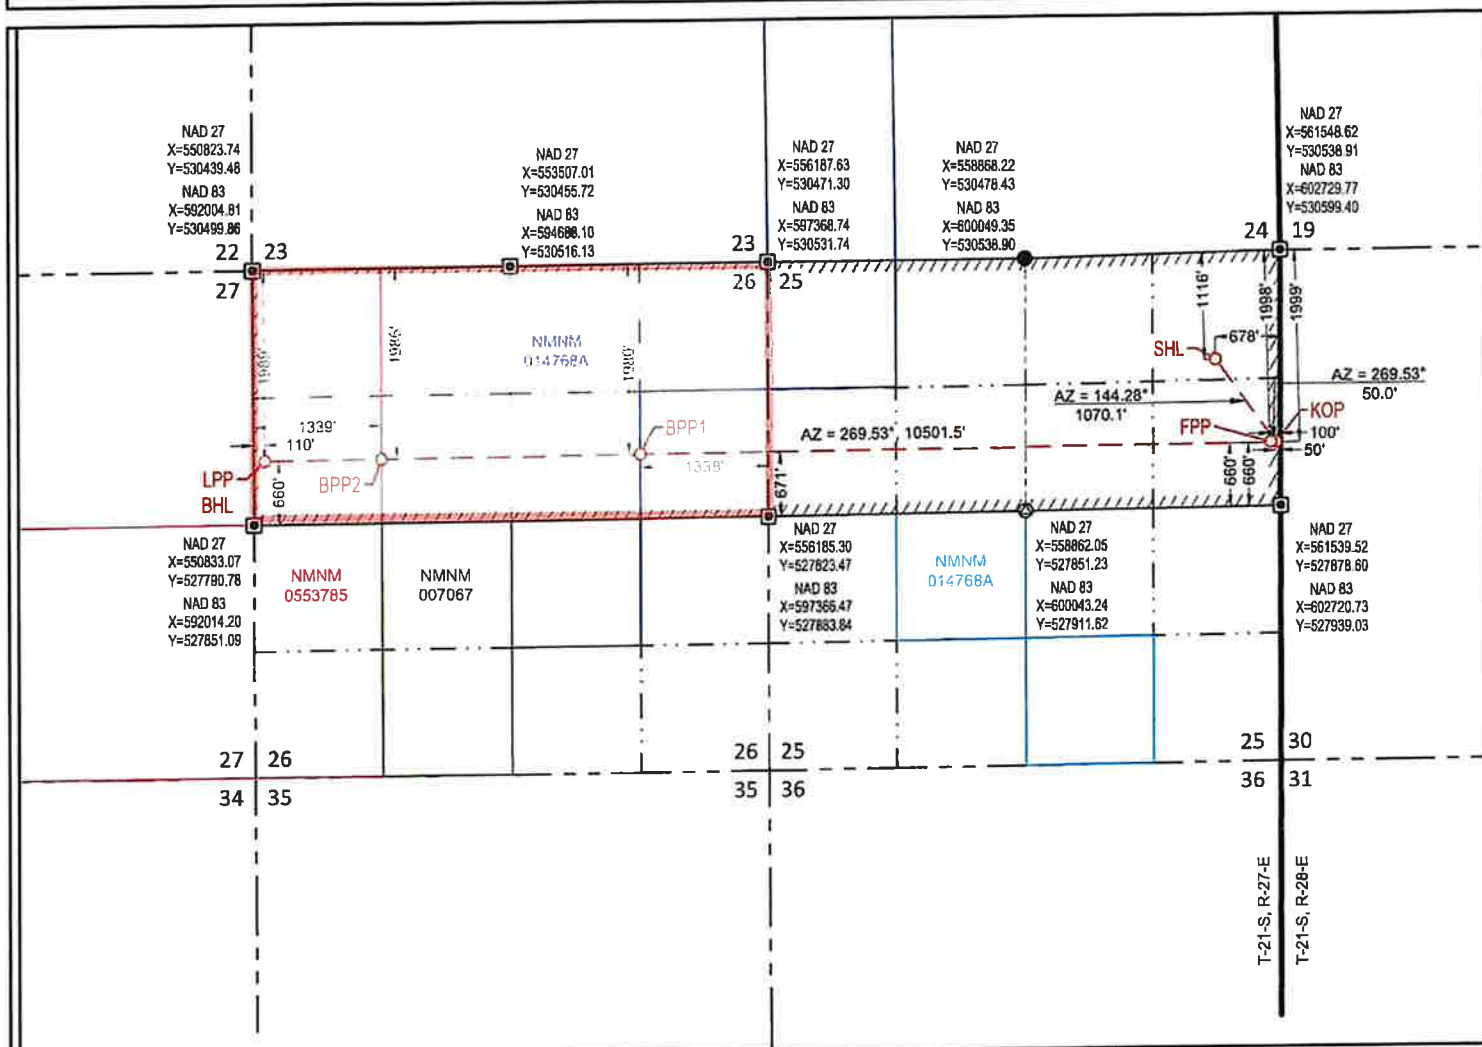 NAD 27
X=550823.74
Y=530439.48
NAD 83
X=592004.81
Y=530499.86
NAD 27
X=553507.01
Y=530455.72
NAD 83
X=594688.10
Y=530516.13
NAD 27
X=556187.63
Y=530471.30
NAD 83
X=597368.74
Y=530531.74
NAD 27
X=558868.22
Y=530478.43
NAD 83
X=600049.35
Y=530538.90
NAD 27
X=561548.62
Y=530538.91
NAD 83
X=602729.77
Y=530599.40
22 23
27
23
26 25
24 19
NMNM
014768A
1989'
1986'
1980'
1116'
678'
1998'
1999'
SHL
AZ = 269.53°
50.0'
AZ = 144.28°
1070.1'
KOP
FPP
100'
50'
1339'
110'
BPP1
AZ = 269.53° 10501.5'
1338'
LPP
BHL
BPP2
660'
671'
660'
660'
NAD 27
X=550833.07
Y=527790.78
NAD 83
X=592014.20
Y=527851.09
NMNM
0553785
NMNM
007067
NAD 27
X=556185.30
Y=527823.47
NAD 83
X=597366.47
Y=527883.84
NMNM
014768A
NAD 27
X=558862.05
Y=527851.23
NAD 83
X=600043.24
Y=527911.62
NAD 27
X=561539.52
Y=527878.60
NAD 83
X=602720.73
Y=527939.03
27 26
34 35
26 25
35 36
25 30
36 31
T-21-S, R-27-E
T-21-S, R-28-E